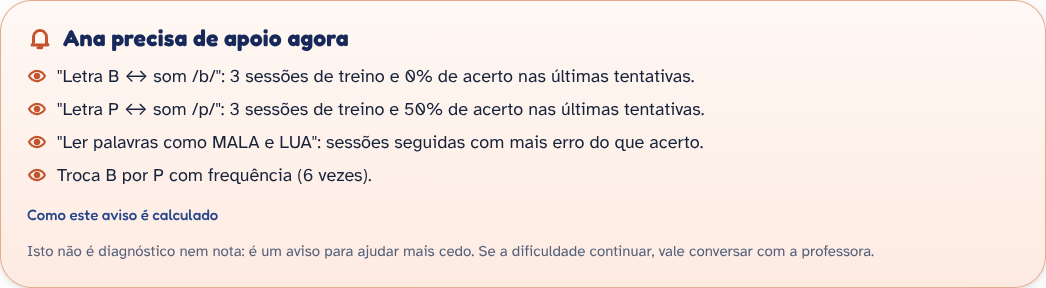 Ana precisa de apoio agora
"Letra B ↔ som /b/": 3 sessões de treino e 0% de acerto nas últimas tentativas.
"Letra P ↔ som /p/": 3 sessões de treino e 50% de acerto nas últimas tentativas.
"Ler palavras como MALA e LUA": sessões seguidas com mais erro do que acerto.
Troca B por P com frequência (6 vezes).
Como este aviso é calculado
Isto não é diagnóstico nem nota: é um aviso para ajudar mais cedo. Se a dificuldade continuar, vale conversar com a professora.